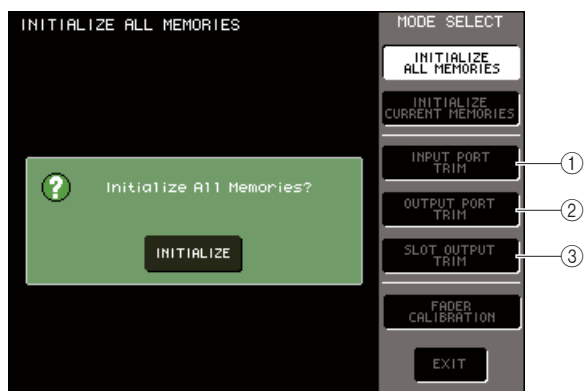 INITIALIZE ALL MEMORIES
MODE SELECT
INITIALIZE
ALL MEMORIES
INITIALIZE
CURRENT MEMORIES
INPUT PORT
TRIM
①
OUTPUT PORT
TRIM
②
SLOT OUTPUT
TRIM
③
FADER
CALIBRATION
EXIT
?
Initialize All Memories?
INITIALIZE